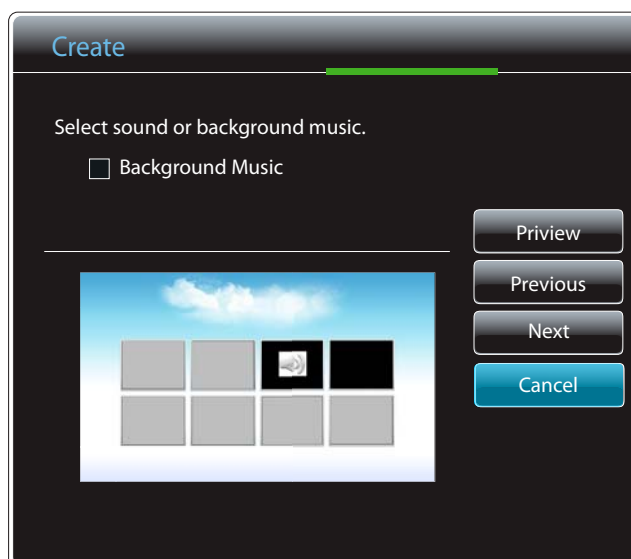 Create
Select sound or background music.
Background Music
Priview
Previous
Next
Cancel